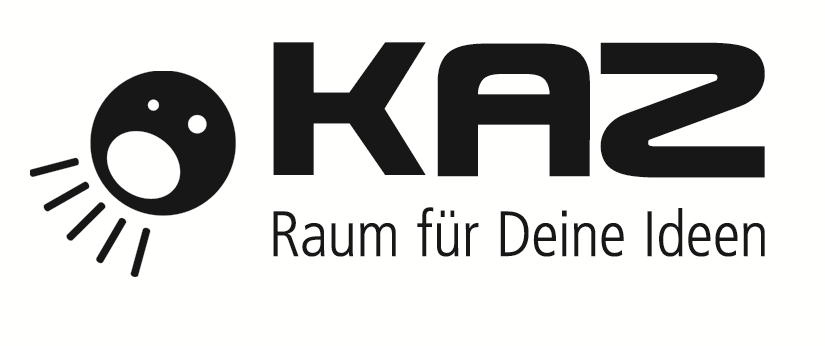 KAZ
Raum für Deine Ideen